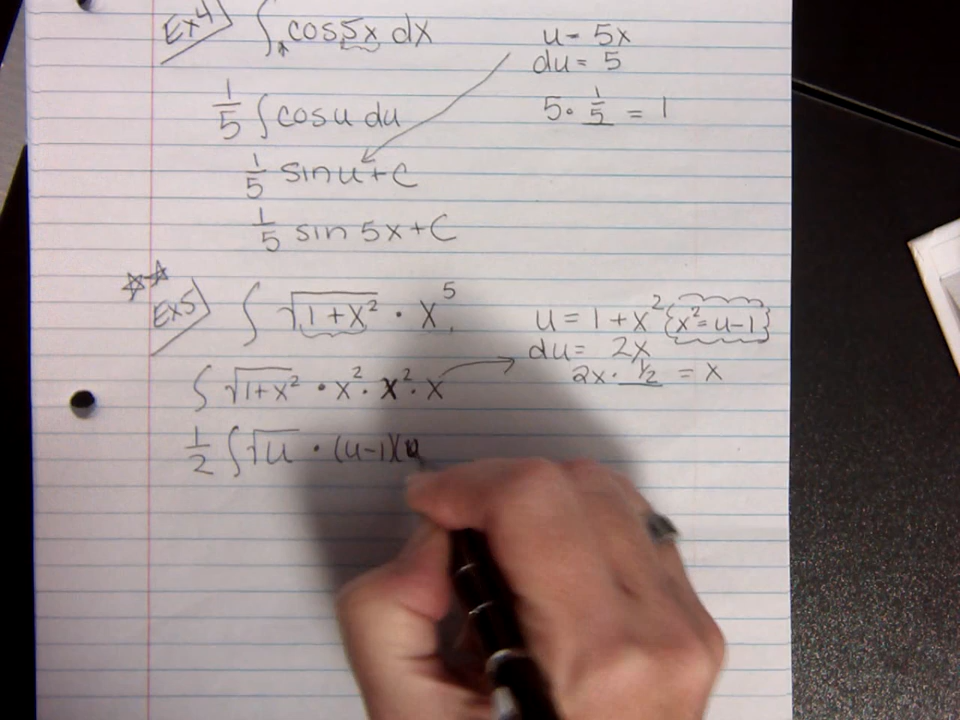 Ex4 ∫ cos5x dx
u = 5x
du = 5
1/5 ∫ cosu du
5 · 1/5 = 1
1/5 sinu + C
1/5 sin 5x + C
☆☆
Ex5 ∫ √(1+x²) · x⁵
u = 1 + x² {x² = u-1}
du = 2x
2x · 1/2 = x
∫ √(1+x²) · x² · x² · x
1/2 ∫ √u · (u-1)(u